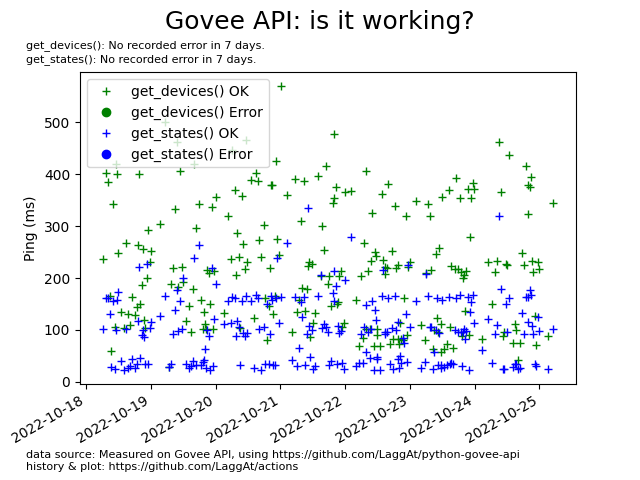 Govee API: is it working?
get_devices(): No recorded error in 7 days.
get_states(): No recorded error in 7 days.
get_devices() OK
get_devices() Error
get_states() OK
get_states() Error
Ping (ms)
500
400
300
200
100
0
2022-10-18
2022-10-19
2022-10-20
2022-10-21
2022-10-22
2022-10-23
2022-10-24
2022-10-25
data source: Measured on Govee API, using https://github.com/LaggAt/python-govee-api
history & plot: https://github.com/LaggAt/actions